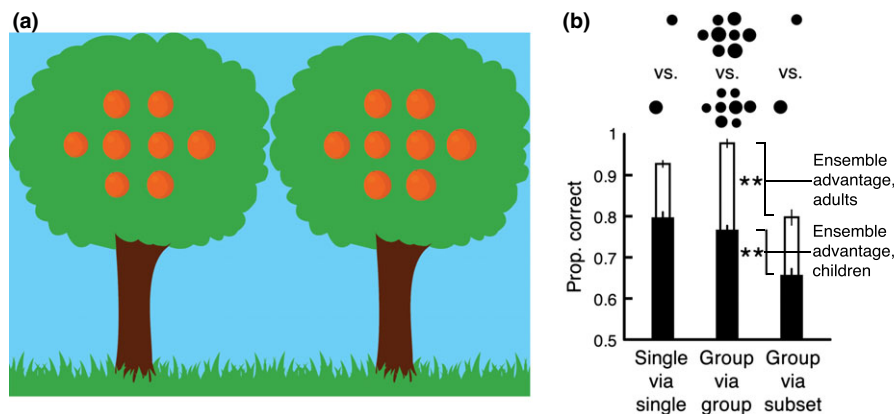 (a)
(b)
vs.
vs.
vs.
Prop. correct
1
0.9
0.8
0.7
0.6
0.5
**
Ensemble
advantage,
adults
**
Ensemble
advantage,
children
Single
via
single
Group
via
group
Group
via
subset